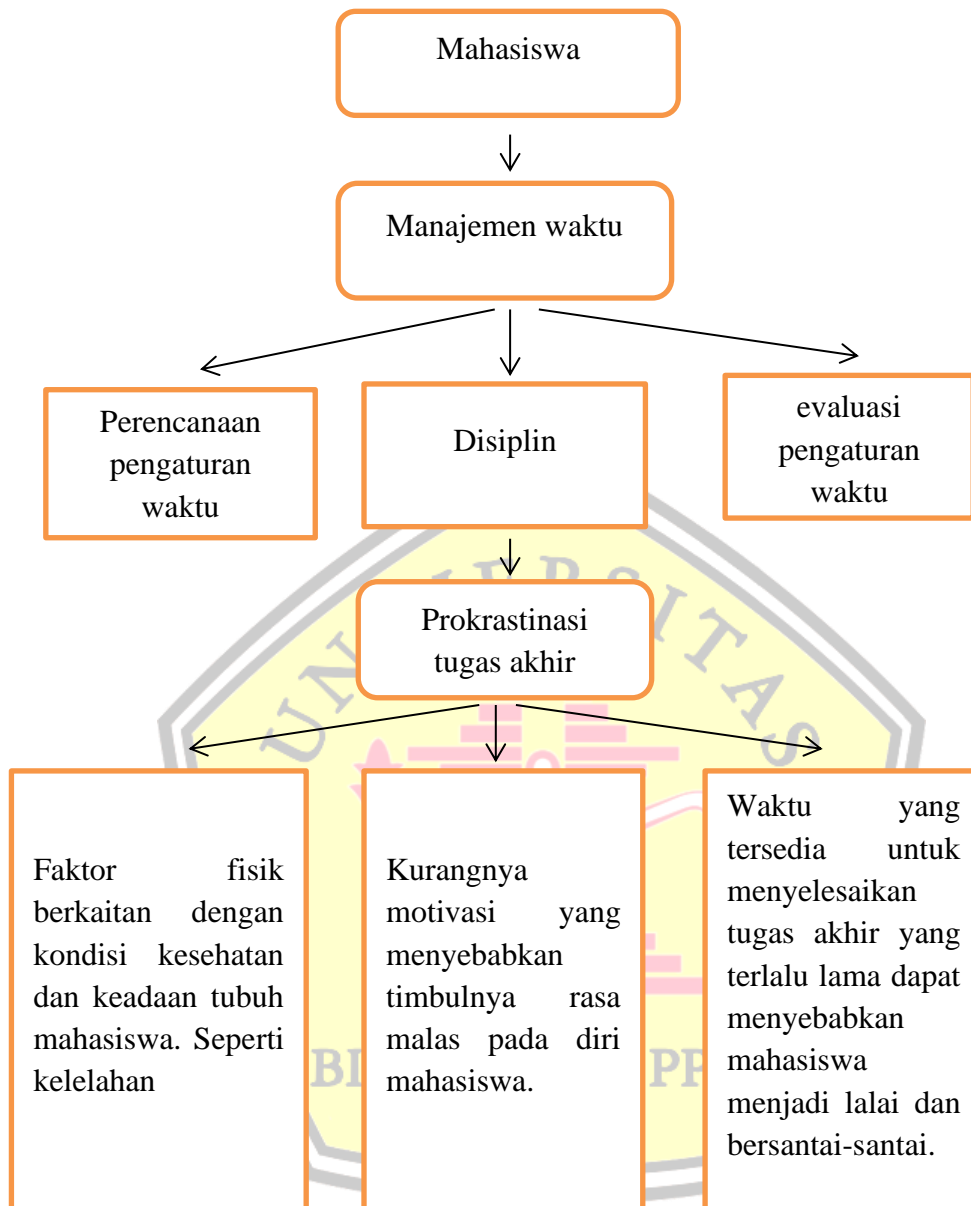 Mahasiswa
Manajemen waktu
Perencanaan
pengaturan
waktu
Disiplin
evaluasi
pengaturan
waktu
UNIVERSITAS
Prokrastinasi
tugas akhir
Faktor fisik
berkaitan dengan
kondisi kesehatan
dan keadaan tubuh
mahasiswa. Seperti
kelelahan
Kurangnya
motivasi yang
menyebabkan
timbulnya rasa
malas pada diri
mahasiswa.
Waktu yang
tersedia untuk
menyelesaikan
tugas akhir yang
terlalu lama dapat
menyebabkan
mahasiswa
menjadi lalai dan
bersantai-santai.